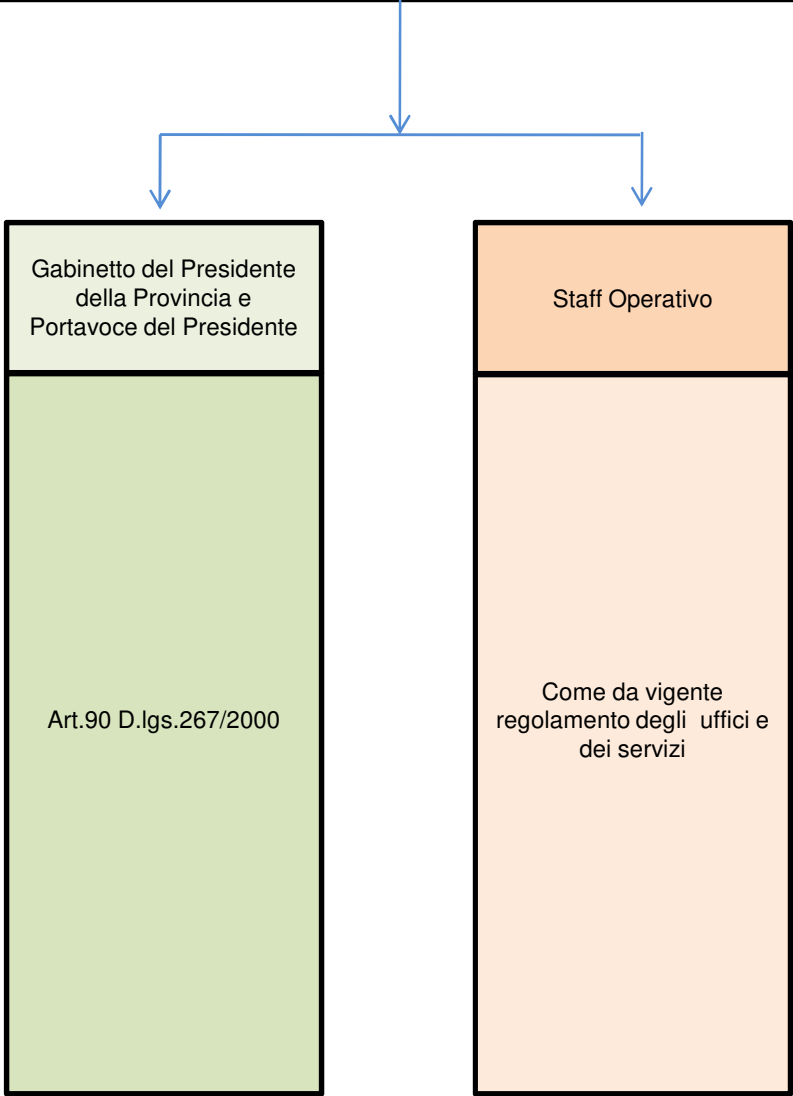 Gabinetto del Presidente
della Provincia e
Portavoce del Presidente
Staff Operativo
Art.90 D.lgs.267/2000
Come da vigente
regolamento degli  uffici e
dei servizi